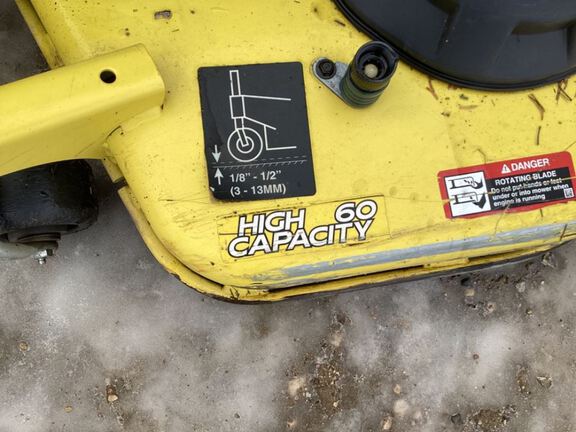 1/8" - 1/2"
(3 - 13MM)
HIGH 60
CAPACITY
DANGER
ROTATING BLADE
Do not put hands or feet
under or into mower when
engine is running